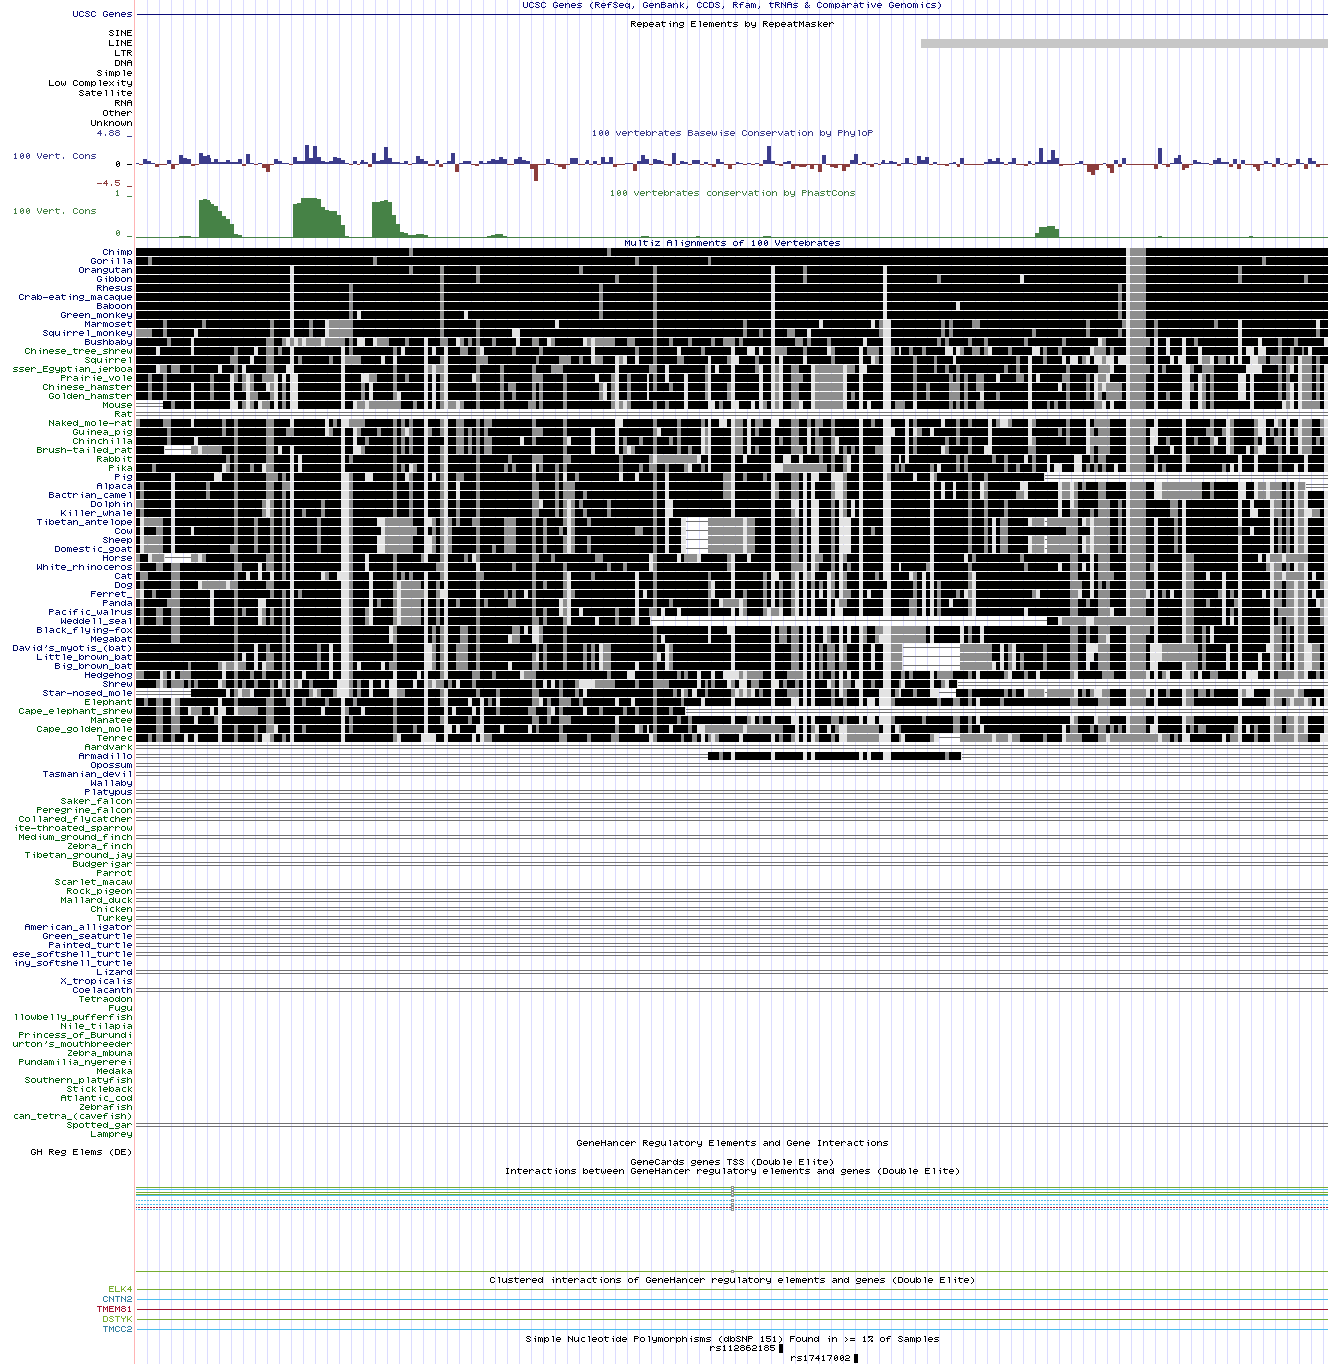 UCSC Genes (RefSeq, GenBank, CCDS, Rfam, tRNAs & Comparative Genomics)
UCSC Genes
Repeating Elements by RepeatMasker
SINE
LINE
LTR
DNA
Simple
Low Complexity
Satellite
RNA
Other
Unknown
4.88 _
100 vertebrates Basewise Conservation by PhyloP
100 Vert. Cons
0 _
-4.5 _
1 _
100 vertebrates conservation by PhastCons
100 Vert. Cons
0 _
Multiz Alignments of 100 Vertebrates
Chimp
Gorilla
Orangutan
Gibbon
Rhesus
Crab-eating_macaque
Baboon
Green_monkey
Marmoset
Squirrel_monkey
Bushbaby
Chinese_tree_shrew
Squirrel
sser_Egyptian_jerboa
Prairie_vole
Chinese_hamster
Golden_hamster
Mouse
Rat
Naked_mole-rat
Guinea_pig
Chinchilla
Brush-tailed_rat
Rabbit
Pika
Pig
Alpaca
Bactrian_camel
Dolphin
Killer_whale
Tibetan_antelope
Cow
Sheep
Domestic_goat
Horse
White_rhinoceros
Cat
Dog
Ferret_
Panda
Pacific_walrus
Weddell_seal
Black_flying-fox
Megabat
David's_myotis_(bat)
Little_brown_bat
Big_brown_bat
Hedgehog
Shrew
Star-nosed_mole
Elephant
Cape_elephant_shrew
Manatee
Cape_golden_mole
Tenrec
Aardvark
Armadillo
Opossum
Tasmanian_devil
Wallaby
Platypus
Saker_falcon
Peregrine_falcon
Collared_flycatcher
ite-throated_sparrow
Medium_ground_finch
Zebra_finch
Tibetan_ground_jay
Budgerigar
Parrot
Scarlet_macaw
Rock_pigeon
Mallard_duck
Chicken
Turkey
American_alligator
Green_seaturtle
Painted_turtle
ese_softshell_turtle
iny_softshell_turtle
Lizard
X_tropicalis
Coelacanth
Tetraodon
Fugu
llowbelly_pufferfish
Nile_tilapia
Princess_of_Burundi
urton's_mouthbreeder
Zebra_mbuna
Pundamilia_nyererei
Medaka
Southern_platyfish
Stickleback
Atlantic_cod
Zebrafish
can_tetra_(cavefish)
Spotted_gar
Lamprey
GeneHancer Regulatory Elements and Gene Interactions
GH Reg Elems (DE)
GeneCards genes TSS (Double Elite)
Interactions between GeneHancer regulatory elements and genes (Double Elite)
Clustered interactions of GeneHancer regulatory elements and genes (Double Elite)
ELK4
CNTN2
TMEM81
DSTYK
TMCC2
Simple Nucleotide Polymorphisms (dbSNP 151) Found in >= 1% of Samples
rs112862185
rs17417002